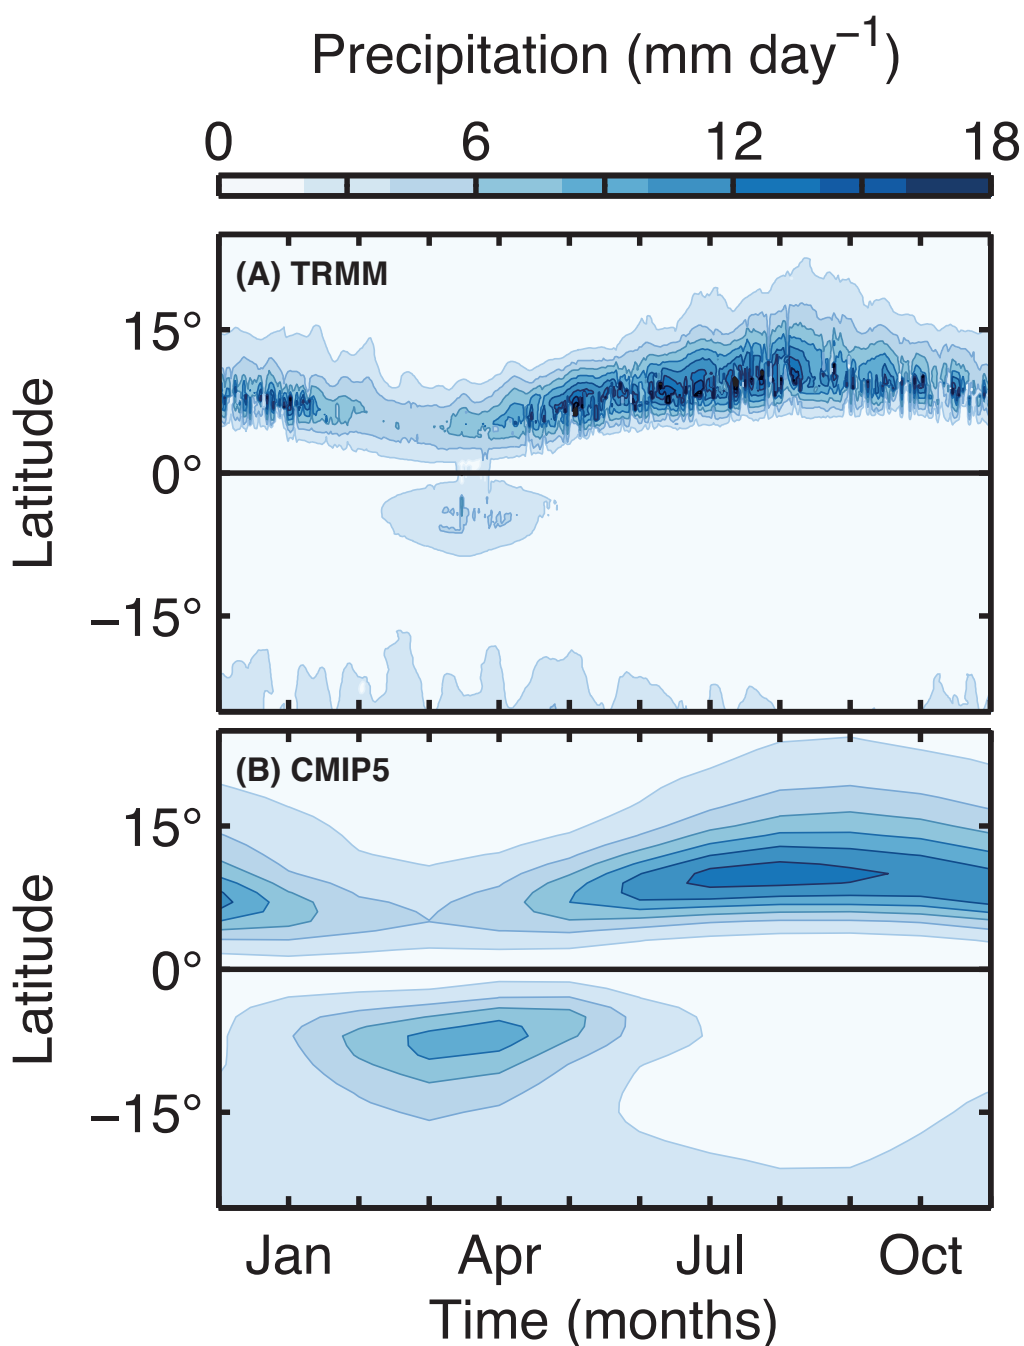 Precipitation (mm day⁻¹)
0 6 12 18
(A) TRMM
15°
0°
−15°
Latitude
(B) CMIP5
15°
0°
−15°
Latitude
Jan Apr Jul Oct
Time (months)